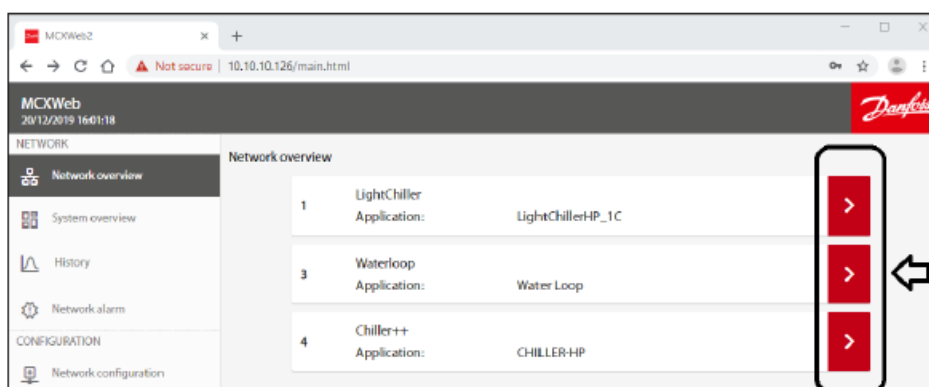 MCXWeb2
Not secure 10.10.10.126/main.html
MCXWeb
20/12/2019 16:01:18
Danfoss
NETWORK
Network overview
System overview
History
Network alarm
CONFIGURATION
Network configuration
Network overview
1 LightChiller
Application: LightChillerHP_1C
3 Waterloop
Application: Water Loop
4 Chiller++
Application: CHILLER-HP